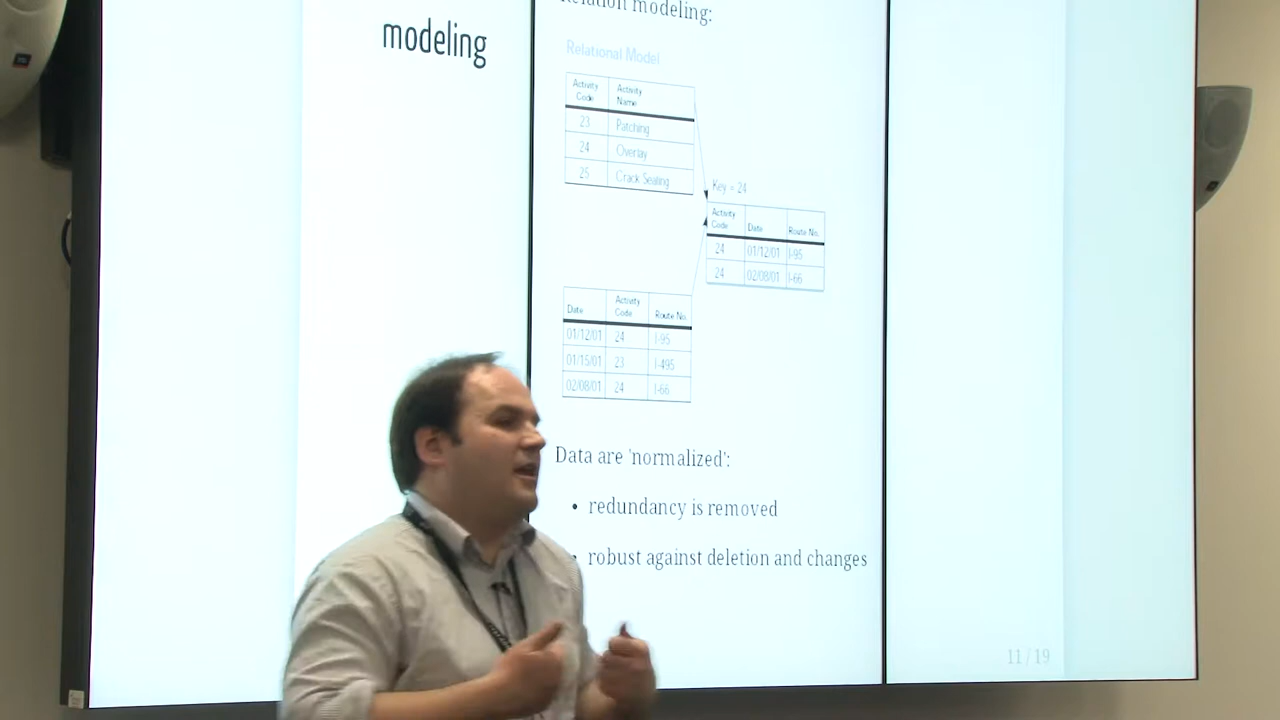 modeling
Relation modeling:
Relational Model
Activity Code Activity Name
23 Patching
24 Overlay
25 Crack Sealing
Key = 24
Activity Code Date Route No.
24 01/12/01 I-95
24 02/08/01 I-66
Date Activity Code Route No.
01/12/01 24 I-95
01/15/01 23 I-495
02/08/01 24 I-66
Data are 'normalized':
• redundancy is removed
• robust against deletion and changes
11 / 19